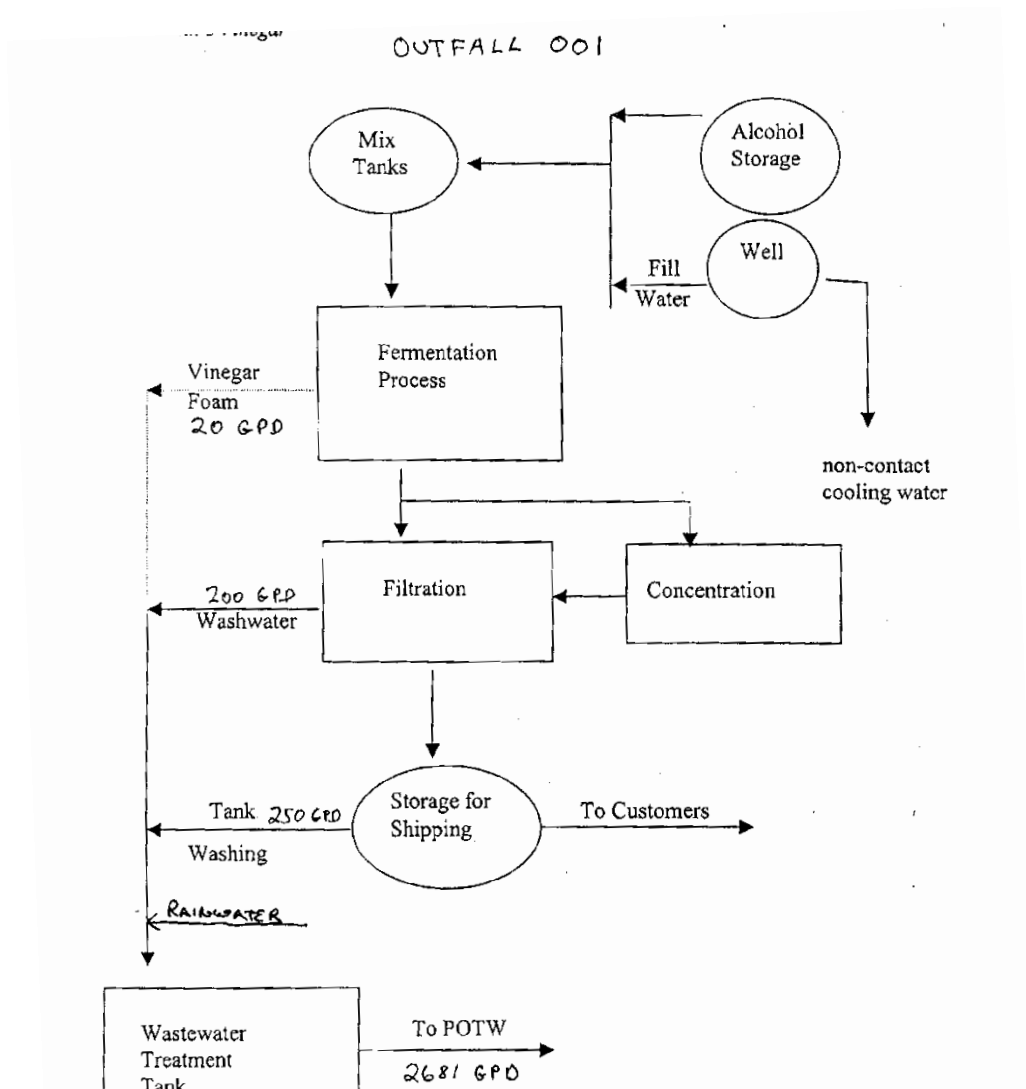 OUTFALL 001
Mix
Tanks
Alcohol
Storage
Well
Fill
Water
Fermentation
Process
Vinegar
Foam
20 GPD
non-contact
cooling water
Filtration
Concentration
200 GPD
Washwater
Storage for
Shipping
Tank 250 GPD
Washing
To Customers
RAINWATER
Wastewater
Treatment
Tank
To POTW
2681 GPD